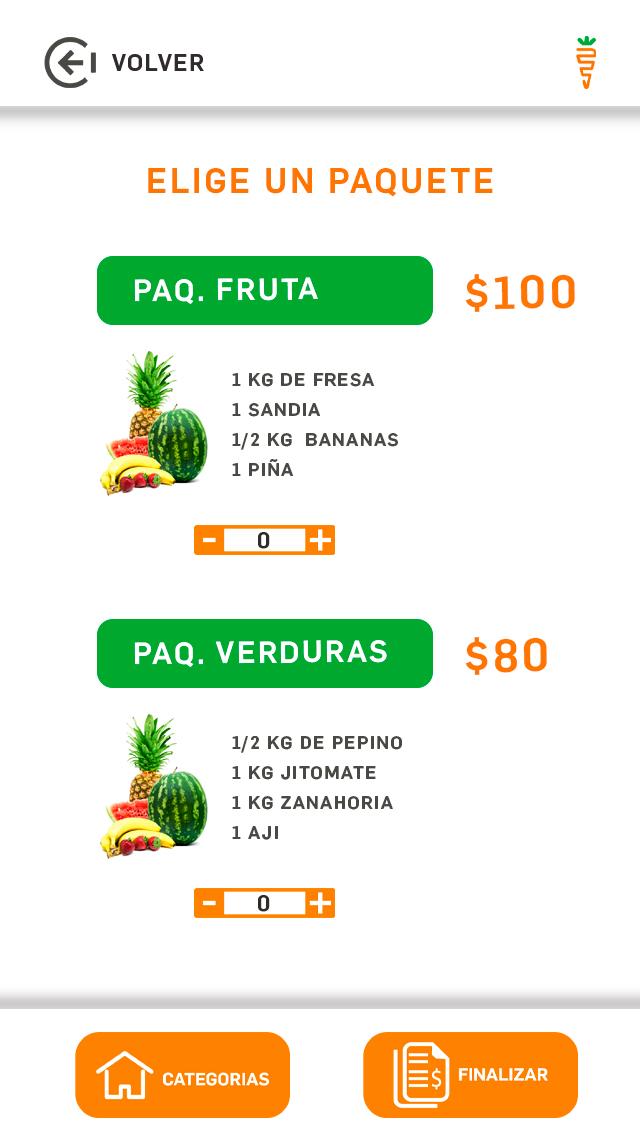 VOLVER
ELIGE UN PAQUETE
PAQ. FRUTA $100
1 KG DE FRESA
1 SANDIA
1/2 KG BANANAS
1 PIÑA
- 0 +
PAQ. VERDURAS $80
1/2 KG DE PEPINO
1 KG JITOMATE
1 KG ZANAHORIA
1 AJI
- 0 +
CATEGORIAS $ FINALIZAR